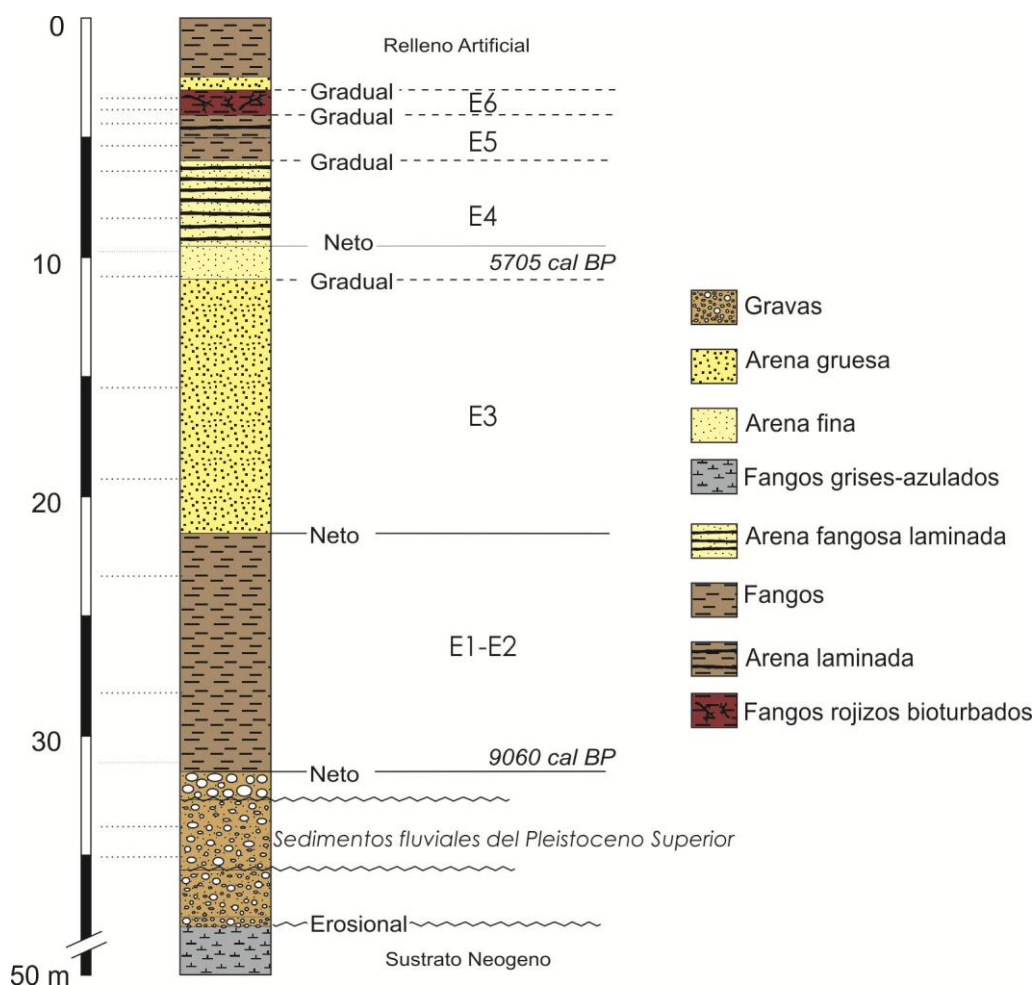 0
Relleno Artificial
Gradual
E6
Gradual
E5
Gradual
E4
Neto
10
5705 cal BP
Gradual
E3
20
Neto
E1-E2
30
9060 cal BP
Neto
Sedimentos fluviales del Pleistoceno Superior
Erosional
Sustrato Neogeno
50 m
Gravas
Arena gruesa
Arena fina
Fangos grises-azulados
Arena fangosa laminada
Fangos
Arena laminada
Fangos rojizos bioturbados